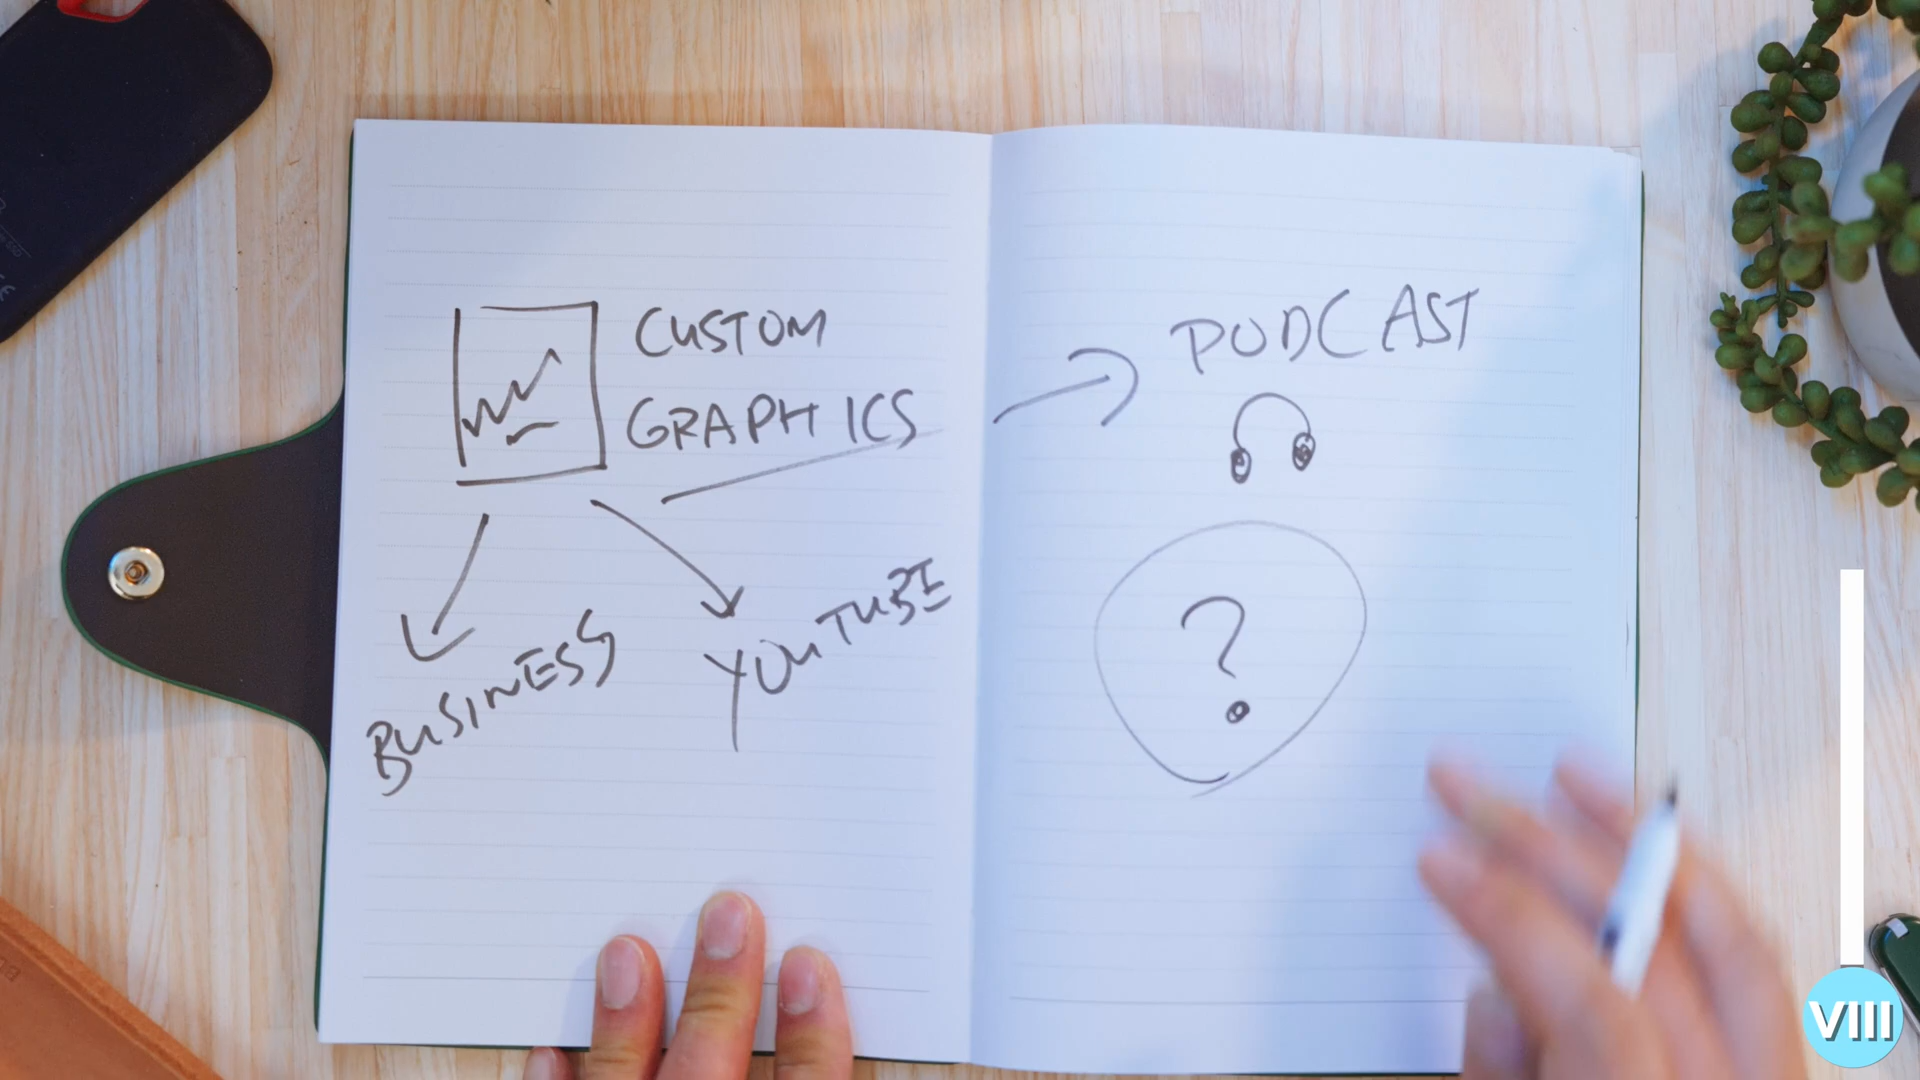 CUSTOM
GRAPHICS
BUSINESS
YOUTUBE
PODCAST
?
VIII